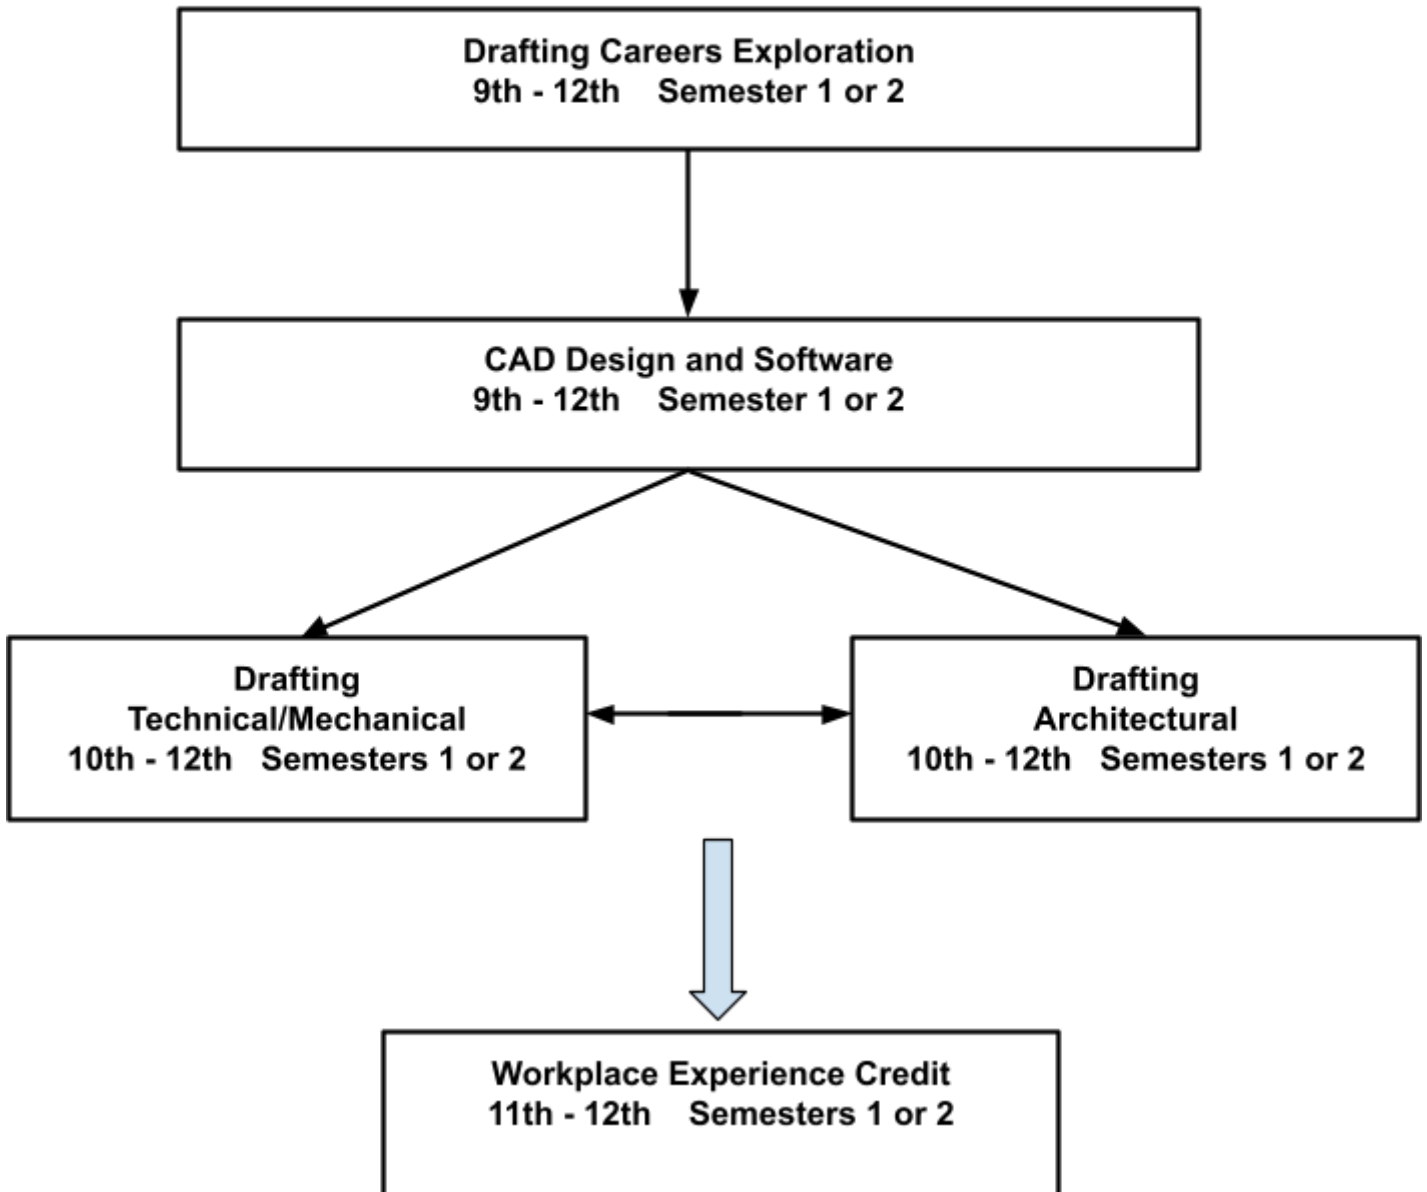 Drafting Careers Exploration
9th - 12th    Semester 1 or 2
CAD Design and Software
9th - 12th    Semester 1 or 2
Drafting
Technical/Mechanical
10th - 12th   Semesters 1 or 2
Drafting
Architectural
10th - 12th   Semesters 1 or 2
Workplace Experience Credit
11th - 12th    Semesters 1 or 2